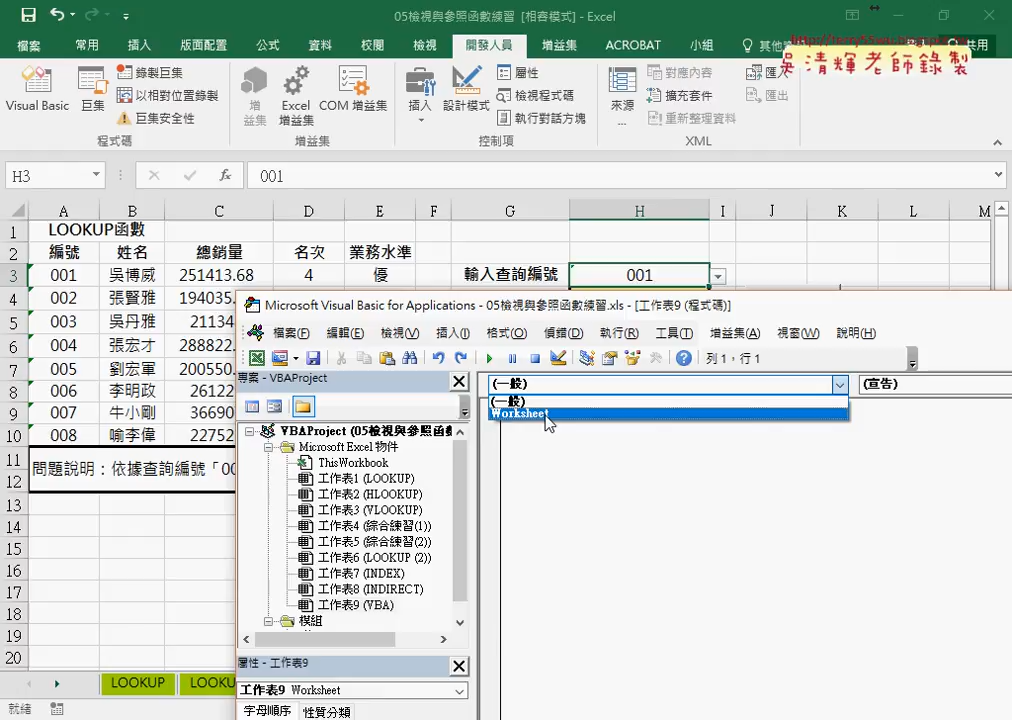 05檢視與參照函數練習 [相容模式] - Excel
http://terry55wu.blogspot.
吳清輝老師錄製
檔案 常用 插入 版面配置 公式 資料 校閱 檢視 開發人員 增益集 ACROBAT 小組 其他 共用
Visual Basic 巨集 錄製巨集 以相對位置錄製 巨集安全性
增益集 Excel 增益集 COM 增益集
插入 設計模式 屬性 檢視程式碼 執行對話方塊
來源... 對應內容 擴充套件 重新整理資料 匯 匯出
程式碼 增益集 控制項 XML
H3 fx 001
A B C D E F G H I J K L M
1 LOOKUP函數
2 編號 姓名 總銷量 名次 業務水準
3 001 吳博威 251413.68 4 優 輸入查詢編號 001
4 002 張賢雅 194035.
5 003 吳丹雅 21134
6 004 張宏才 288822.
7 005 劉宏軍 200550.
8 006 李明政 26122
9 007 牛小剛 36690
10 008 喻李偉 22752
11 問題說明：依據查詢編號「00
12
13
14
15
16
17
18
19
20
LOOKUP LOOKU
就緒
Microsoft Visual Basic for Applications - 05檢視與參照函數練習.xls - [工作表9 (程式碼)]
檔案(F) 編輯(E) 檢視(V) 插入(I) 格式(O) 偵錯(D) 執行(R) 工具(T) 增益集(A) 視窗(W) 說明(H)
列 1，行 1
專案 - VBAProject
(一般) (宣告)
(一般)
Worksheet
VBAProject (05檢視與參照函數
Microsoft Excel 物件
ThisWorkbook
工作表1 (LOOKUP)
工作表2 (HLOOKUP)
工作表3 (VLOOKUP)
工作表4 (綜合練習(1))
工作表5 (綜合練習(2))
工作表6 (LOOKUP (2))
工作表7 (INDEX)
工作表8 (INDIRECT)
工作表9 (VBA)
模組
屬性 - 工作表9
工作表9 Worksheet
字母順序 性質分類